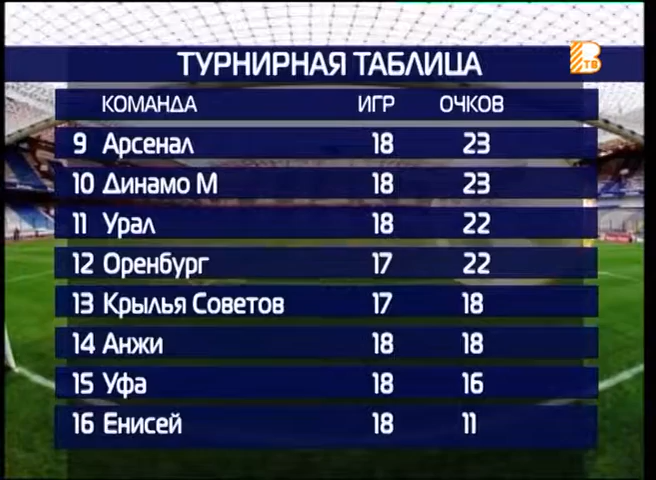 ТУРНИРНАЯ ТАБЛИЦА
В ТВ
КОМАНДА ИГР ОЧКОВ
9 Арсенал 18 23
10 Динамо М 18 23
11 Урал 18 22
12 Оренбург 17 22
13 Крылья Советов 17 18
14 Анжи 18 18
15 Уфа 18 16
16 Енисей 18 11